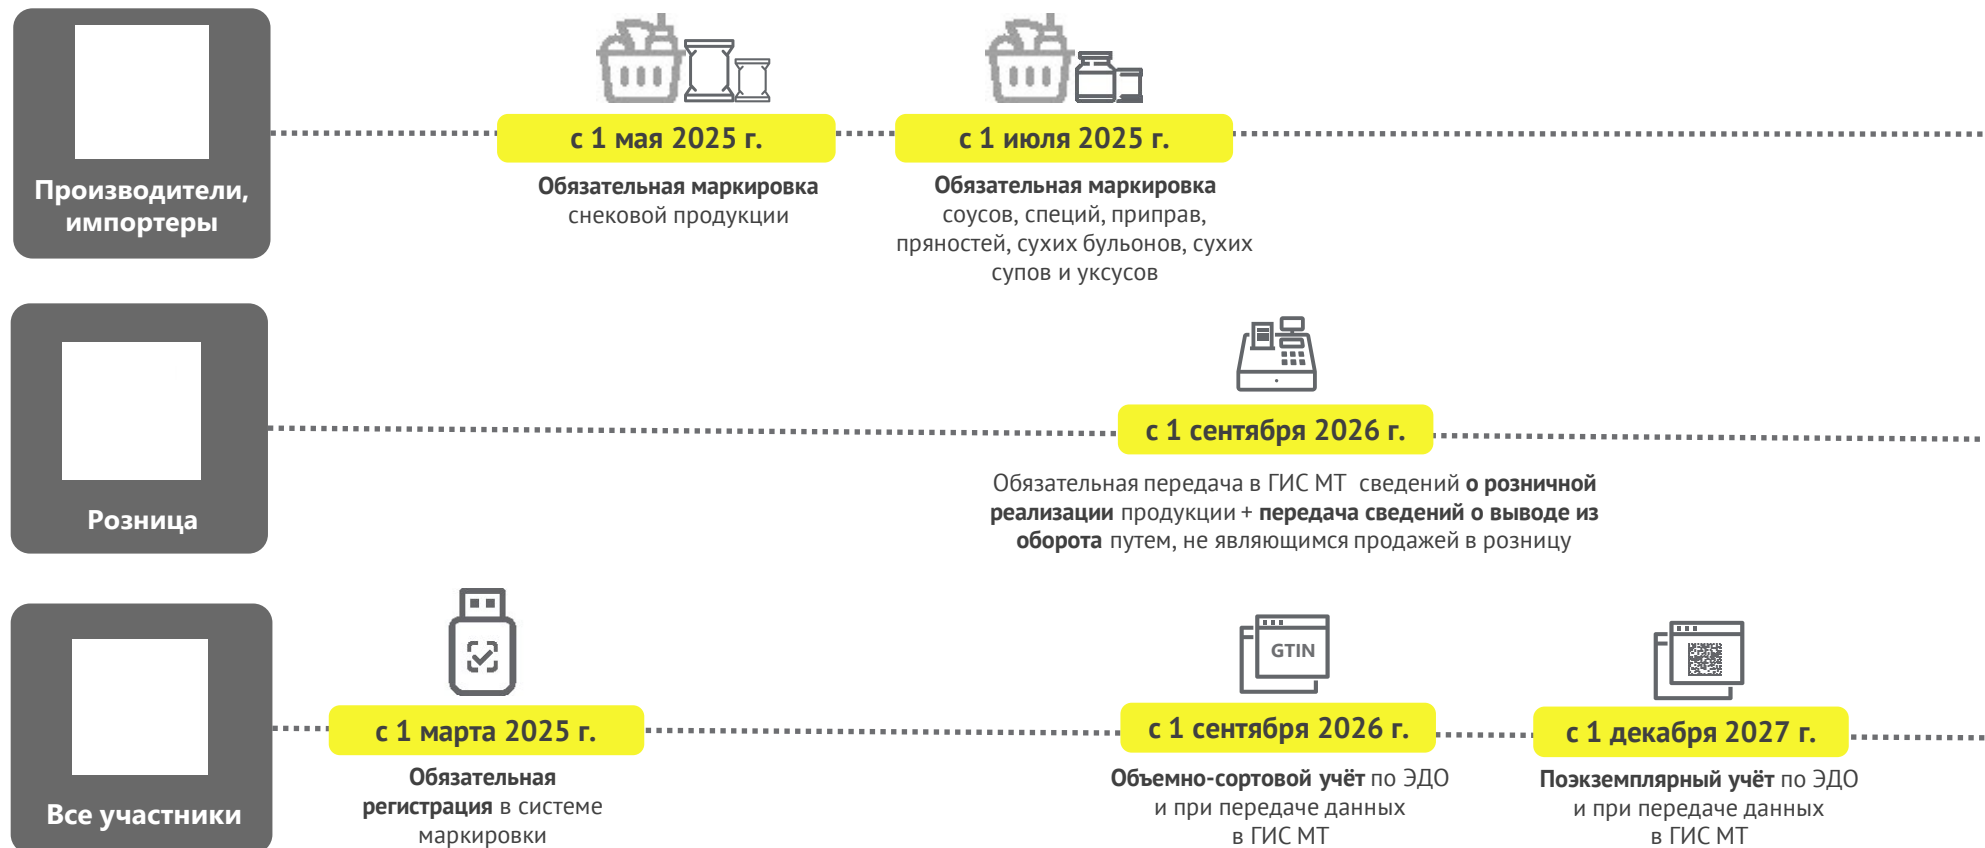 Производители,
импортеры
с 1 мая 2025 г.
Обязательная маркировка
снековой продукции
с 1 июля 2025 г.
Обязательная маркировка
соусов, специй, приправ,
пряностей, сухих бульонов, сухих
супов и уксусов
Розница
с 1 сентября 2026 г.
Обязательная передача в ГИС МТ сведений о розничной
реализации продукции + передача сведений о выводе из
оборота путем, не являющимся продажей в розницу
Все участники
с 1 марта 2025 г.
Обязательная
регистрация в системе
маркировки
GTIN
с 1 сентября 2026 г.
Объемно-сортовой учёт по ЭДО
и при передаче данных
в ГИС МТ
с 1 декабря 2027 г.
Поэкземплярный учёт по ЭДО
и при передаче данных
в ГИС МТ